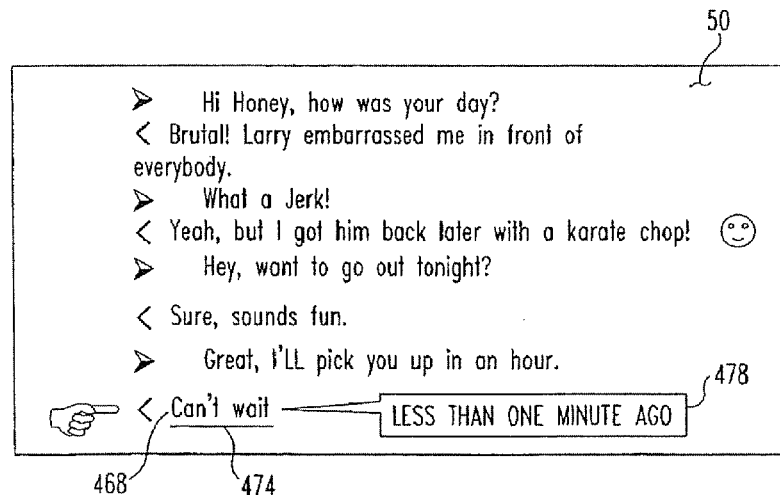 50
➢ Hi Honey, how was your day?
< Brutal! Larry embarrassed me in front of
everybody.
➢ What a Jerk!
< Yeah, but I got him back later with a karate chop!
➢ Hey, want to go out tonight?
< Sure, sounds fun.
➢ Great, I'LL pick you up in an hour.
478
< Can't wait LESS THAN ONE MINUTE AGO
468 474